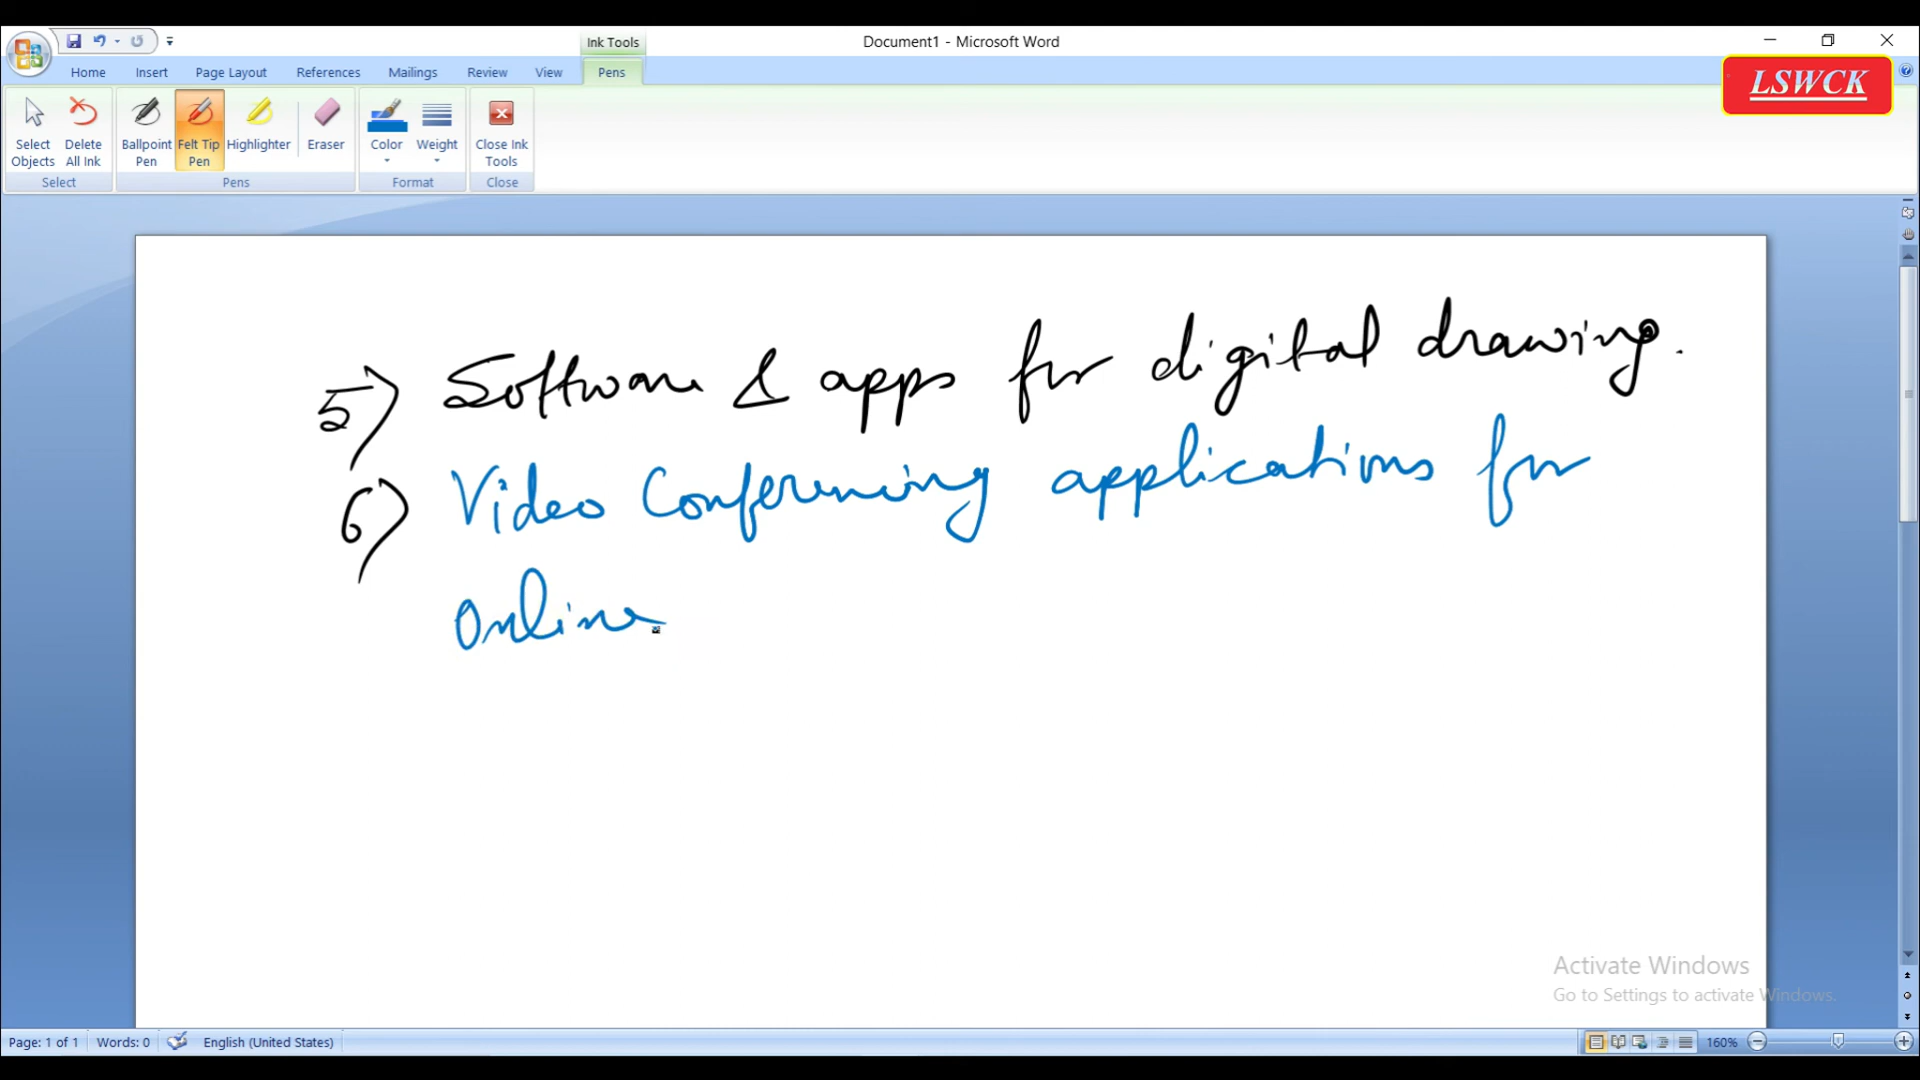 Ink Tools
Document1 - Microsoft Word
Home Insert Page Layout References Mailings Review View Pens
LSWCK
Select Objects
Delete All Ink
Ballpoint Pen
Felt Tip Pen
Highlighter
Eraser
Color
Weight
Close Ink Tools
Select Pens Format Close
5) Software & apps for digital drawing.
6) Video Conferencing applications for
Online
Activate Windows
Go to Settings to activate Windows.
Page: 1 of 1 Words: 0 English (United States) 160%